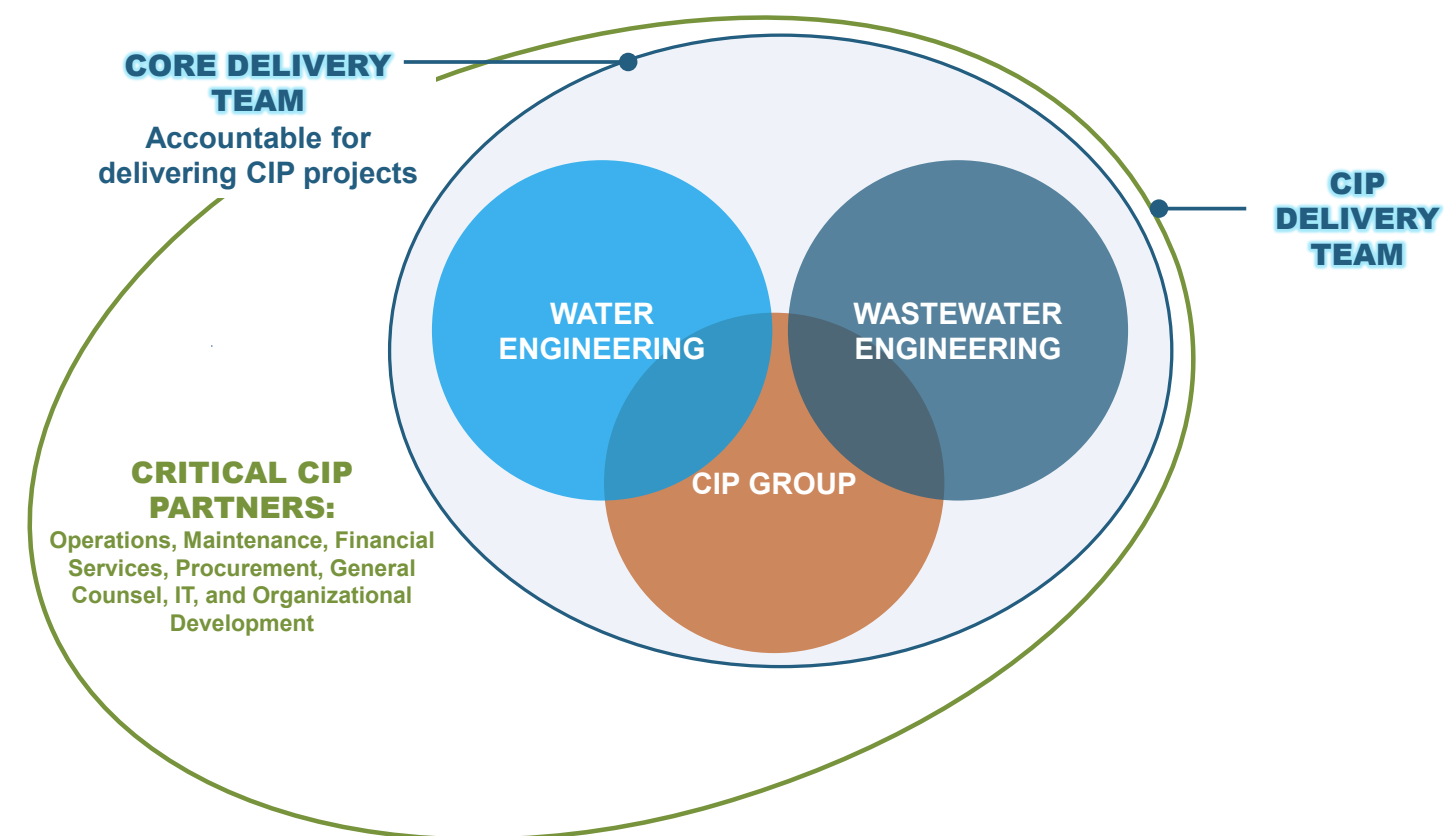 CORE DELIVERY
TEAM
Accountable for
delivering CIP projects
CIP
DELIVERY
TEAM
WATER
ENGINEERING
WASTEWATER
ENGINEERING
CIP GROUP
CRITICAL CIP
PARTNERS:
Operations, Maintenance, Financial
Services, Procurement, General
Counsel, IT, and Organizational
Development